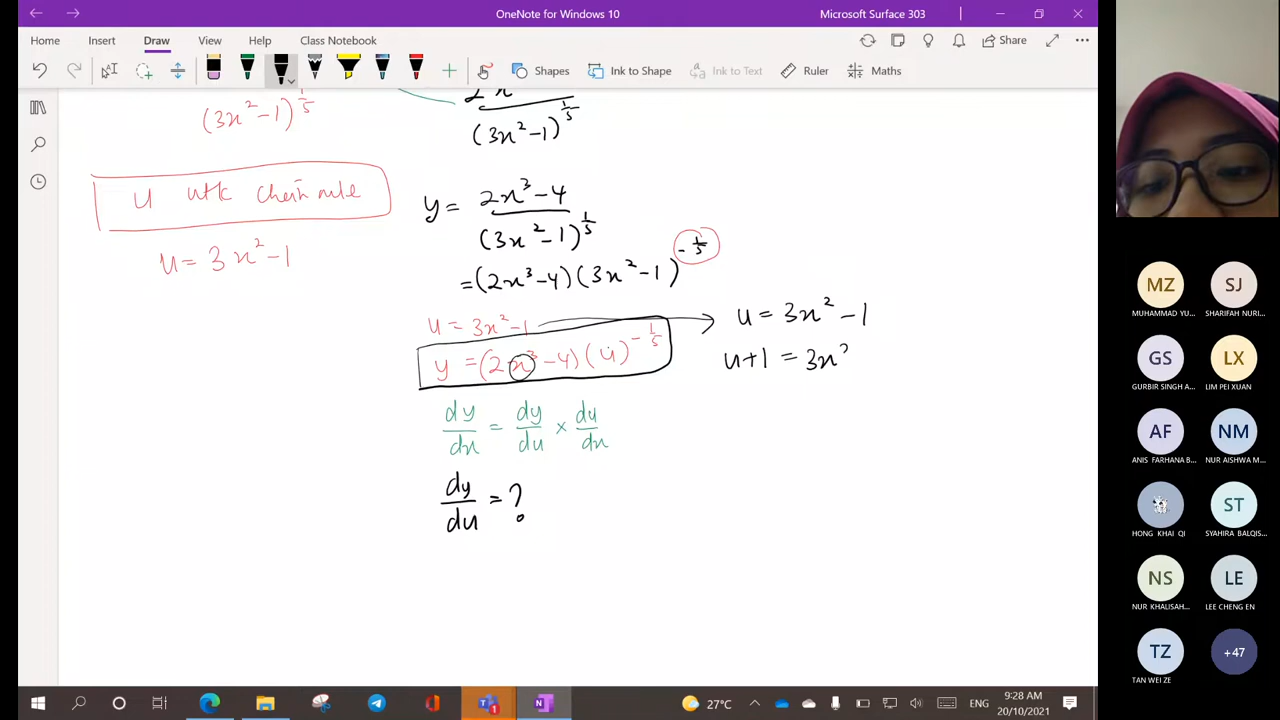 OneNote for Windows 10
Microsoft Surface 303
Home Insert Draw View Help Class Notebook
Share
Shapes
Ink to Shape
Ink to Text
Ruler
Maths
(3x²-1)^1/5
(3x²-1)^1/5
u utk chain rule
u = 3x²-1
y = 2x³-4
(3x²-1)^1/5
= (2x³-4)(3x²-1)^-1/5
u = 3x²-1
y = (2x³-4)(u)^-1/5
u = 3x²-1
u+1 = 3x²
dy/dx = dy/du × du/dx
dy/du = ?
MZ
MUHAMMAD YU...
SJ
SHARIFAH NURI...
GS
GURBIR SINGH A...
LX
LIM PEI XUAN
AF
ANIS FARHANA B...
NM
NUR AISHWA M...
HONG KHAI QI
ST
SYAHIRA BALQIS...
NS
NUR KHALISAH...
LE
LEE CHENG EN
TZ
TAN WEI ZE
+47
27°C
ENG
9:28 AM
20/10/2021